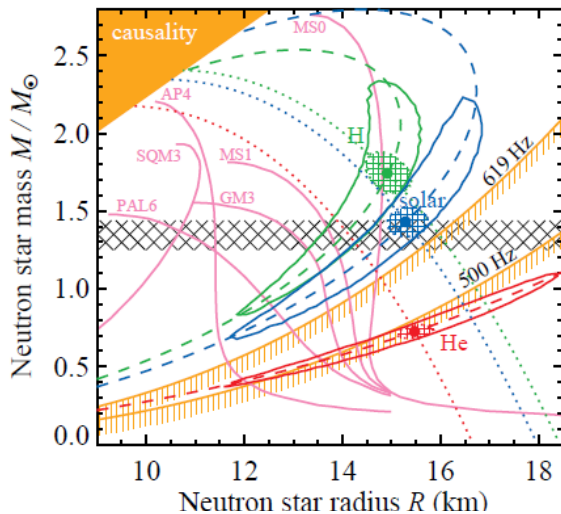 causality
MS0
AP4
H
SQM3
MS1
619 Hz
GM3
solar
PAL6
500 Hz
He
2.5
2.0
1.5
1.0
0.5
0.0
10 12 14 16 18
Neutron star mass M / M☉
Neutron star radius R (km)